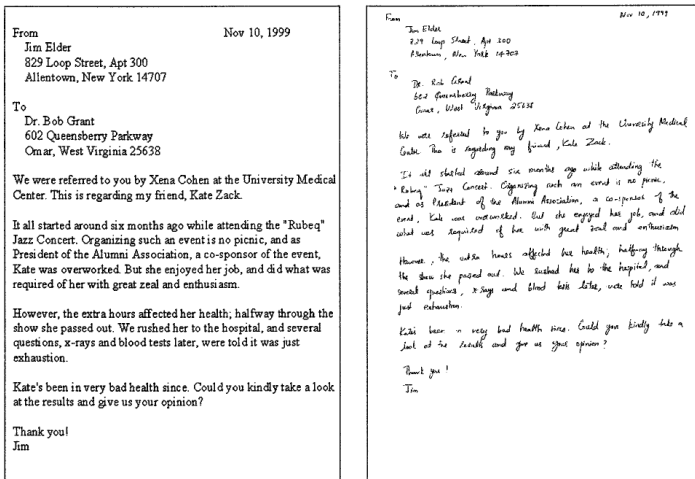 From Nov 10, 1999
Jim Elder
829 Loop Street, Apt 300
Allentown, New York 14707
To
Dr. Bob Grant
602 Queensberry Parkway
Omar, West Virginia 25638
We were referred to you by Xena Cohen at the University Medical
Center. This is regarding my friend, Kate Zack.
It all started around six months ago while attending the "Rubeq"
Jazz Concert. Organizing such an event is no picnic, and as
President of the Alumni Association, a co-sponsor of the event,
Kate was overworked. But she enjoyed her job, and did what was
required of her with great zeal and enthusiasm.
However, the extra hours affected her health; halfway through the
show she passed out. We rushed her to the hospital, and several
questions, x-rays and blood tests later, were told it was just
exhaustion.
Kate's been in very bad health since. Could you kindly take a look
at the results and give us your opinion?
Thank you!
Jim
From Nov 10, 1999
Jim Elder
829 Loop Street, Apt 300
Allentown, New York 14707
To
Dr. Bob Grant
602 Queensberry Parkway
Omar, West Virginia 25638
We were referred to you by Xena Cohen at the University Medical
Center. This is regarding my friend, Kate Zack.
It all started around six months ago while attending the
"Rubeq" Jazz Concert. Organizing such an event is no picnic,
and as President of the Alumni Association, a co-sponsor of the
event, Kate was overworked. But she enjoyed her job, and did
what was required of her with great zeal and enthusiasm.
However, the extra hours affected her health; halfway through
the show she passed out. We rushed her to the hospital, and
several questions, x-rays and blood tests later, were told it was
just exhaustion.
Kate's been in very bad health since. Could you kindly take a
look at the results and give us your opinion?
Thank you!
Jim